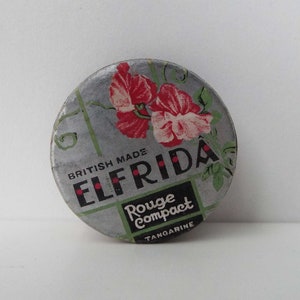 BRITISH MADE
ELFRIDA
Rouge
Compact
TANGARINE